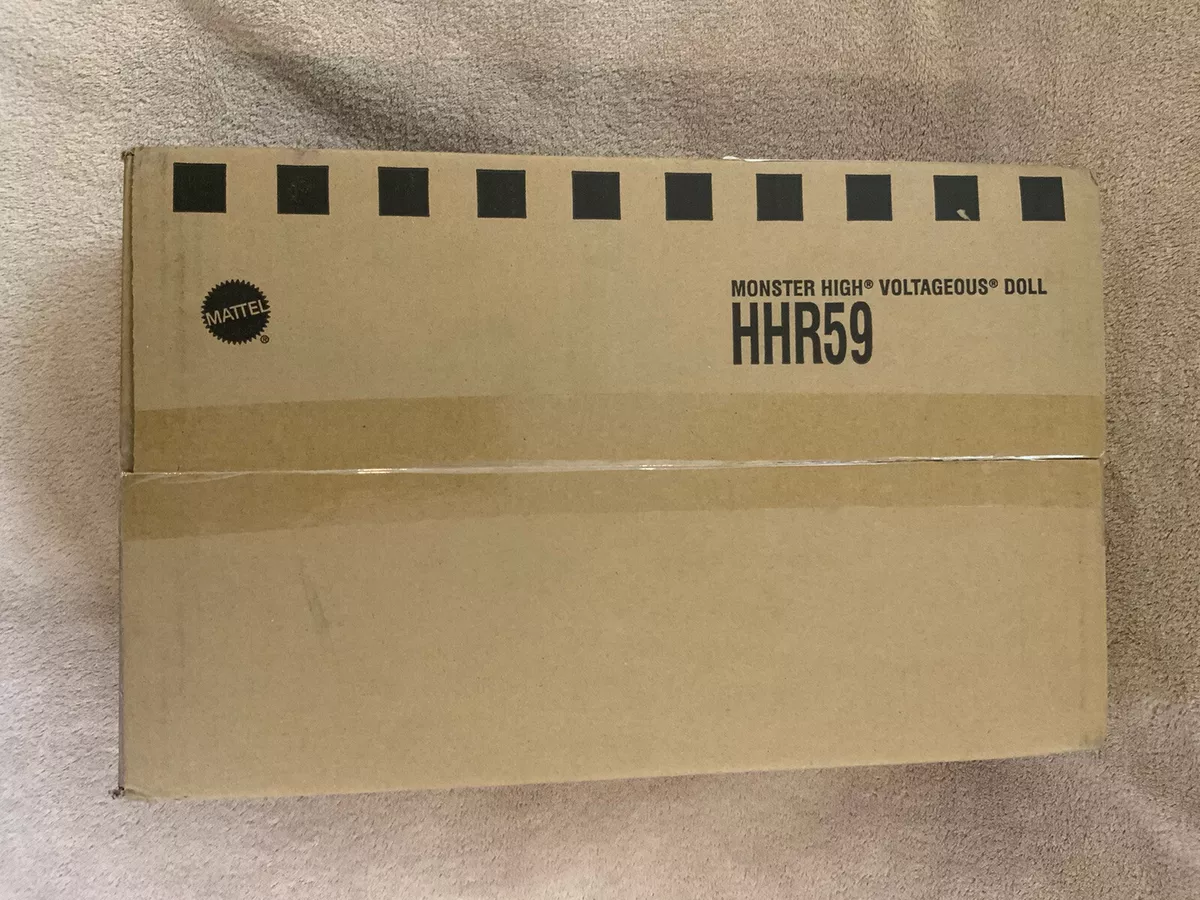 MATTEL®
MONSTER HIGH® VOLTAGEOUS® DOLL
HHR59